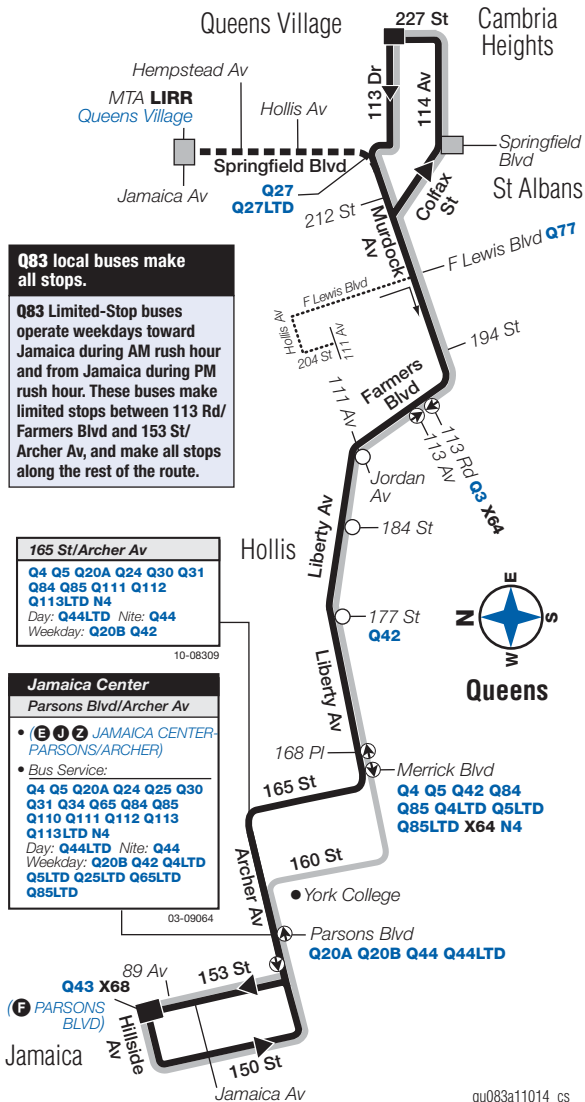 Queens Village
227 St
Cambria
Heights
Hempstead Av
MTA LIRR
Queens Village
Hollis Av
113 Dr
114 Av
Springfield Blvd
Springfield
Blvd
Jamaica Av
Q27
Q27LTD
212 St
Colfax
St
St Albans
Murdock
Av
F Lewis Blvd Q77
Q83 local buses make
all stops.
Q83 Limited-Stop buses
operate weekdays toward
Jamaica during AM rush hour
and from Jamaica during PM
rush hour. These buses make
limited stops between 113 Rd/
Farmers Blvd and 153 St/
Archer Av, and make all stops
along the rest of the route.
F Lewis Blvd
Hollis Av
204 St
111 Av
194 St
Farmers
Blvd
111 Av
113 Rd Q3 X64
113 Av
Jordan
Av
Liberty Av
184 St
Hollis
165 St/Archer Av
Q4 Q5 Q20A Q24 Q30 Q31
Q84 Q85 Q111 Q112
Q113LTD N4
Day: Q44LTD Nite: Q44
Weekday: Q20B Q42
10-08309
177 St
Q42
N
E
S
W
Queens
Liberty Av
Jamaica Center
Parsons Blvd/Archer Av
• (E J Z JAMAICA CENTER-
PARSONS/ARCHER)
• Bus Service:
Q4 Q5 Q20A Q24 Q25 Q30
Q31 Q34 Q65 Q84 Q85
Q110 Q111 Q112 Q113
Q113LTD N4
Day: Q44LTD Nite: Q44
Weekday: Q20B Q42 Q4LTD
Q5LTD Q25LTD Q65LTD
Q85LTD
03-09064
168 Pl
Merrick Blvd
Q4 Q5 Q42 Q84
Q85 Q4LTD Q5LTD
Q85LTD X64 N4
165 St
160 St
Archer Av
York College
Parsons Blvd
Q20A Q20B Q44 Q44LTD
89 Av
153 St
Q43 X68
(F PARSONS
BLVD)
Hillside
Av
Jamaica
150 St
Jamaica Av
qu083a11014_cs